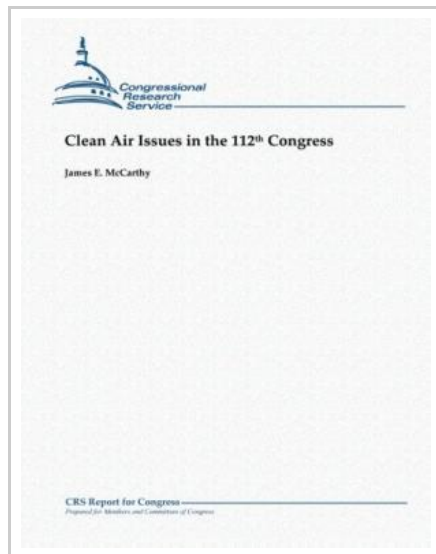 Congressional
Research
Service
Clean Air Issues in the 112th Congress
James E. McCarthy
CRS Report for Congress
Prepared for Members and Committees of Congress